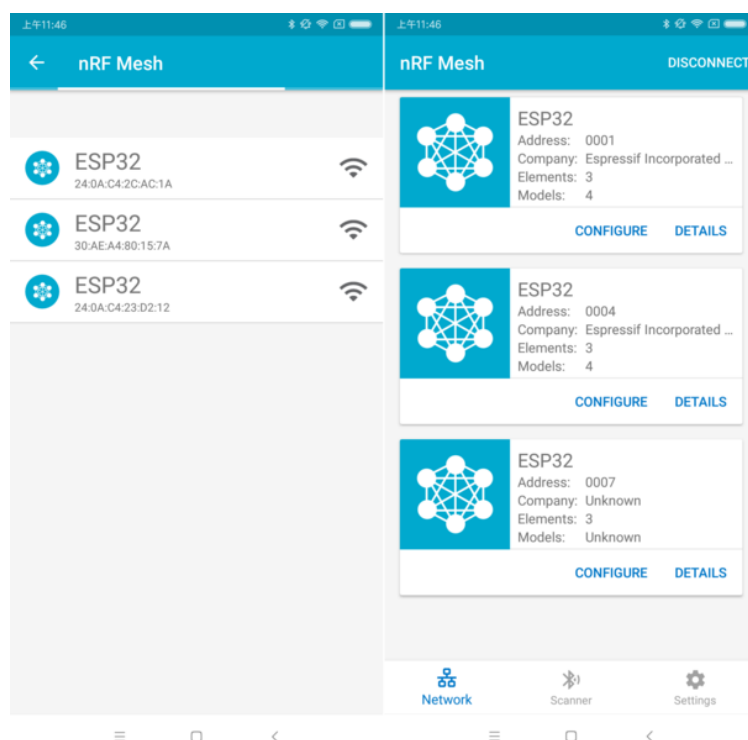 上午11:46
nRF Mesh
ESP32
24:0A:C4:2C:AC:1A
ESP32
30:AE:A4:80:15:7A
ESP32
24:0A:C4:23:D2:12
上午11:46
nRF Mesh DISCONNECT
ESP32
Address: 0001
Company: Espressif Incorporated ...
Elements: 3
Models: 4
CONFIGURE DETAILS
ESP32
Address: 0004
Company: Espressif Incorporated ...
Elements: 3
Models: 4
CONFIGURE DETAILS
ESP32
Address: 0007
Company: Unknown
Elements: 3
Models: Unknown
CONFIGURE DETAILS
Network Scanner Settings